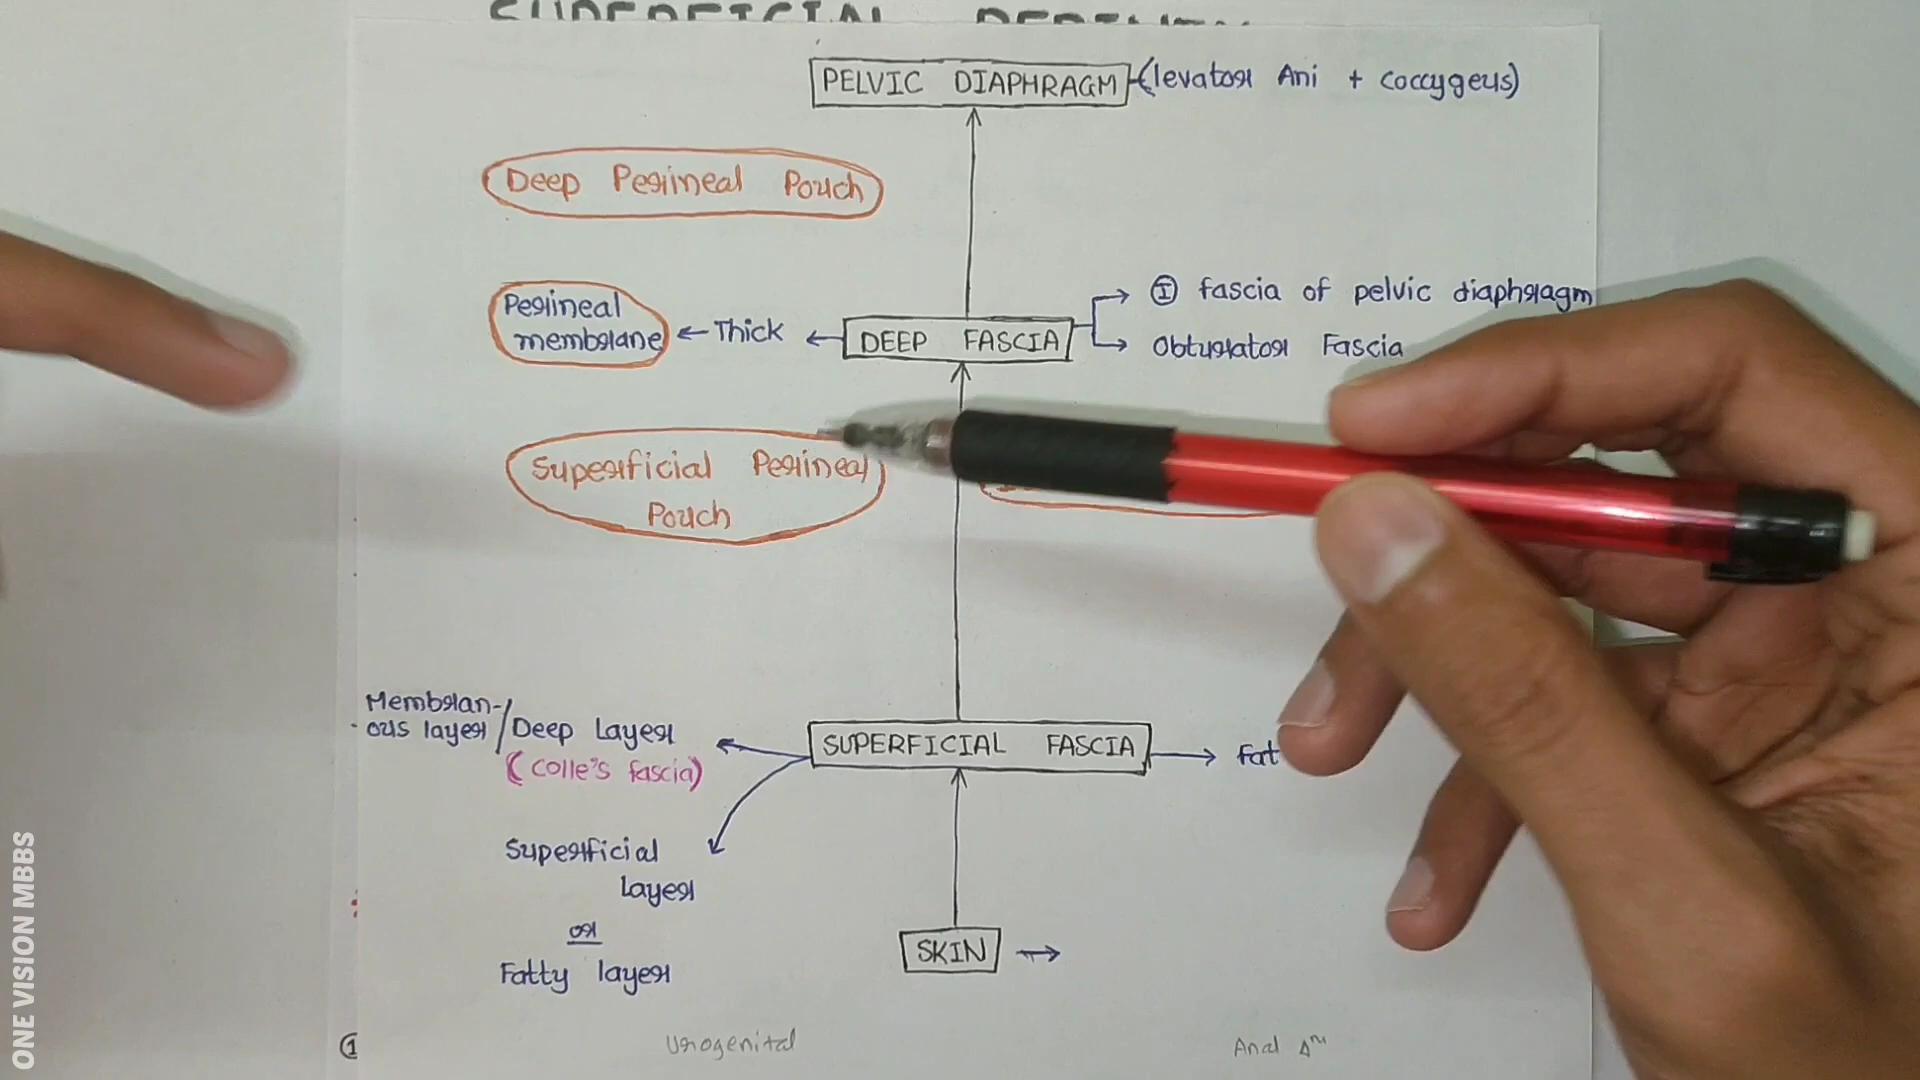 PELVIC DIAPHRAGM (levator Ani + coccygeus)
Deep Perineal Pouch
Perineal
membrane
Thick
DEEP FASCIA
Ⓘ fascia of pelvic diaphragm
Obturator Fascia
Superficial Perineal
Pouch
Membran-
ous layer / Deep Layer
(Colle's fascia)
SUPERFICIAL FASCIA
Fat
Superficial
layer
or
Fatty layer
SKIN
①
Urogenital
Anal Δ
ONE VISION MBBS